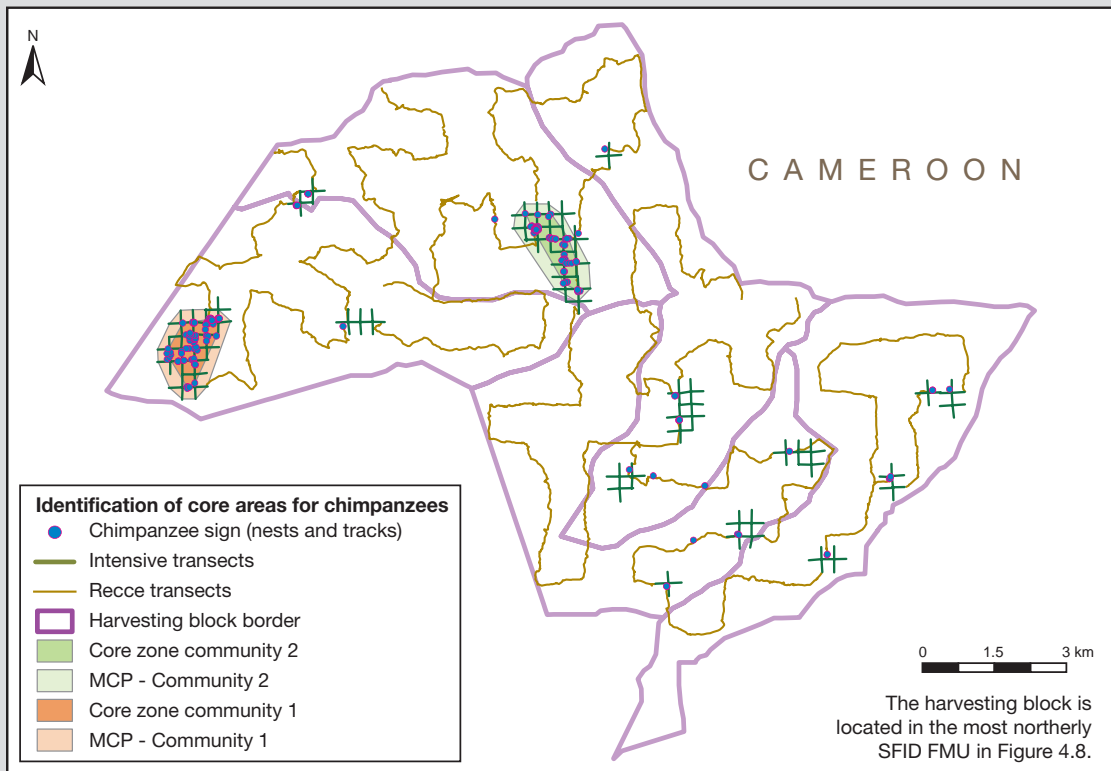 N
CAMEROON
Identification of core areas for chimpanzees
Chimpanzee sign (nests and tracks)
Intensive transects
Recce transects
Harvesting block border
Core zone community 2
MCP - Community 2
Core zone community 1
MCP - Community 1
0 1.5 3 km
The harvesting block is
located in the most northerly
SFID FMU in Figure 4.8.